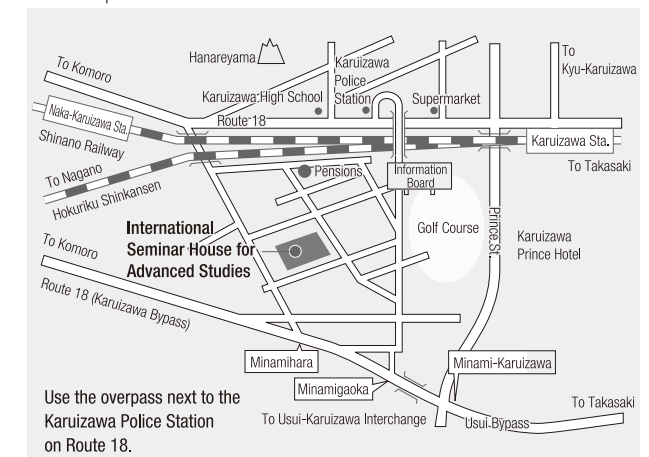 Hanareyama
To Komoro
Karuizawa
Police
Station
To
Kyu-Karuizawa
Karuizawa High School
Supermarket
Naka-Karuizawa Sta.
Route 18
Shinano Railway
Karuizawa Sta.
To Takasaki
To Nagano
Hokuriku Shinkansen
Pensions
Information
Board
International
Seminar House for
Advanced Studies
Golf Course
Prince St.
Karuizawa
Prince Hotel
To Komoro
Route 18 (Karuizawa Bypass)
Minamihara
Minami-Karuizawa
Minamigaoka
Use the overpass next to the
Karuizawa Police Station
on Route 18.
To Usui-Karuizawa Interchange
Usui Bypass
To Takasaki